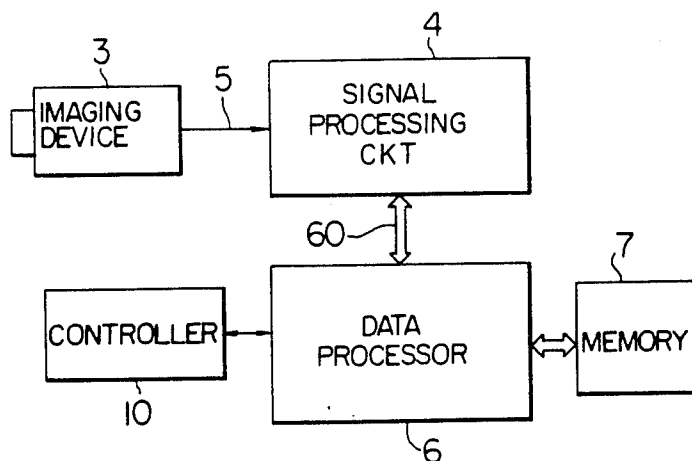 3
IMAGING
DEVICE
5
4
SIGNAL
PROCESSING
CKT
60
7
CONTROLLER
10
DATA
PROCESSOR
6
MEMORY